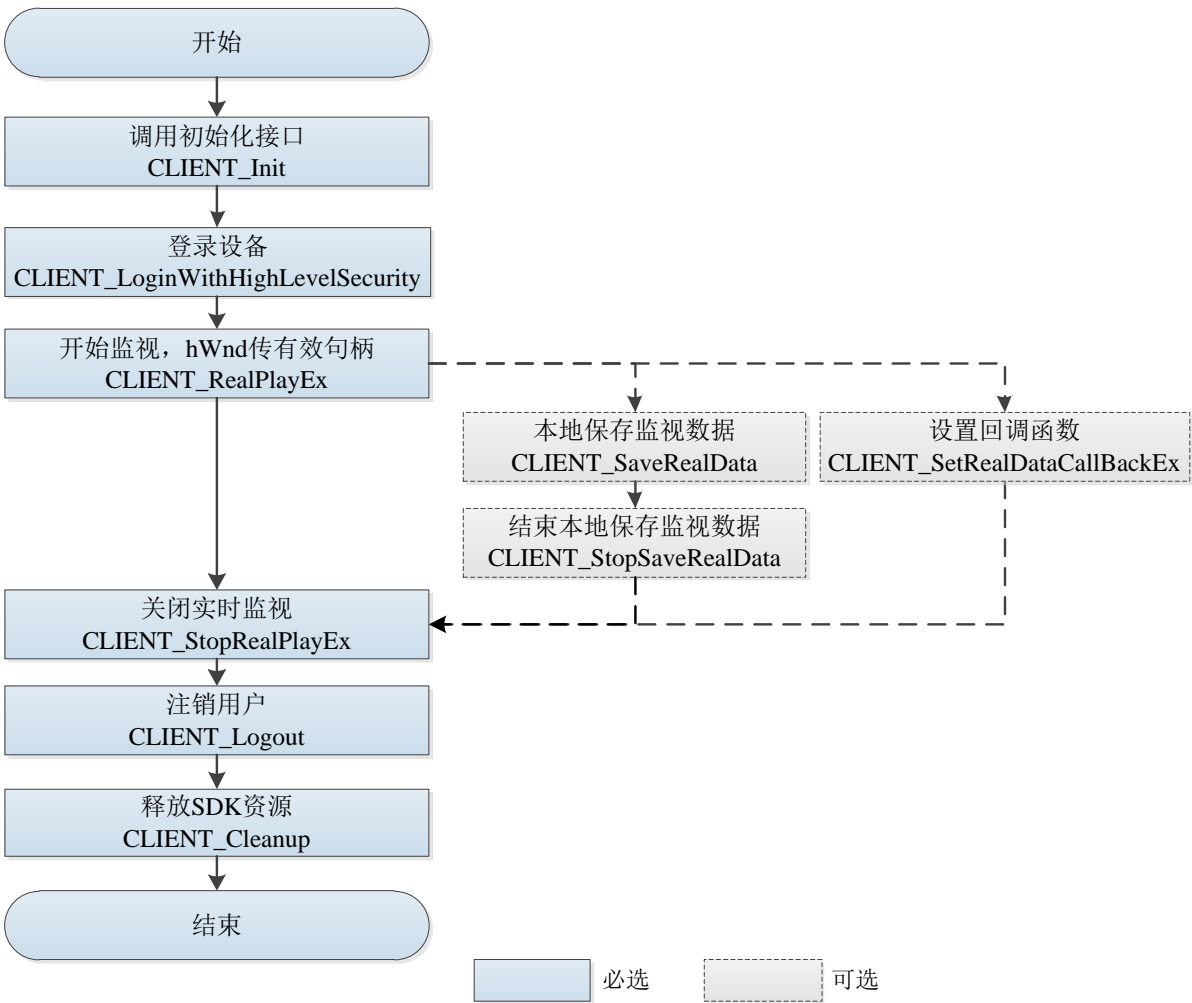 开始
调用初始化接口
CLIENT_Init
登录设备
CLIENT_LoginWithHighLevelSecurity
开始监视，hWnd传有效句柄
CLIENT_RealPlayEx
本地保存监视数据
CLIENT_SaveRealData
设置回调函数
CLIENT_SetRealDataCallBackEx
结束本地保存监视数据
CLIENT_StopSaveRealData
关闭实时监视
CLIENT_StopRealPlayEx
注销用户
CLIENT_Logout
释放SDK资源
CLIENT_Cleanup
结束
必选
可选